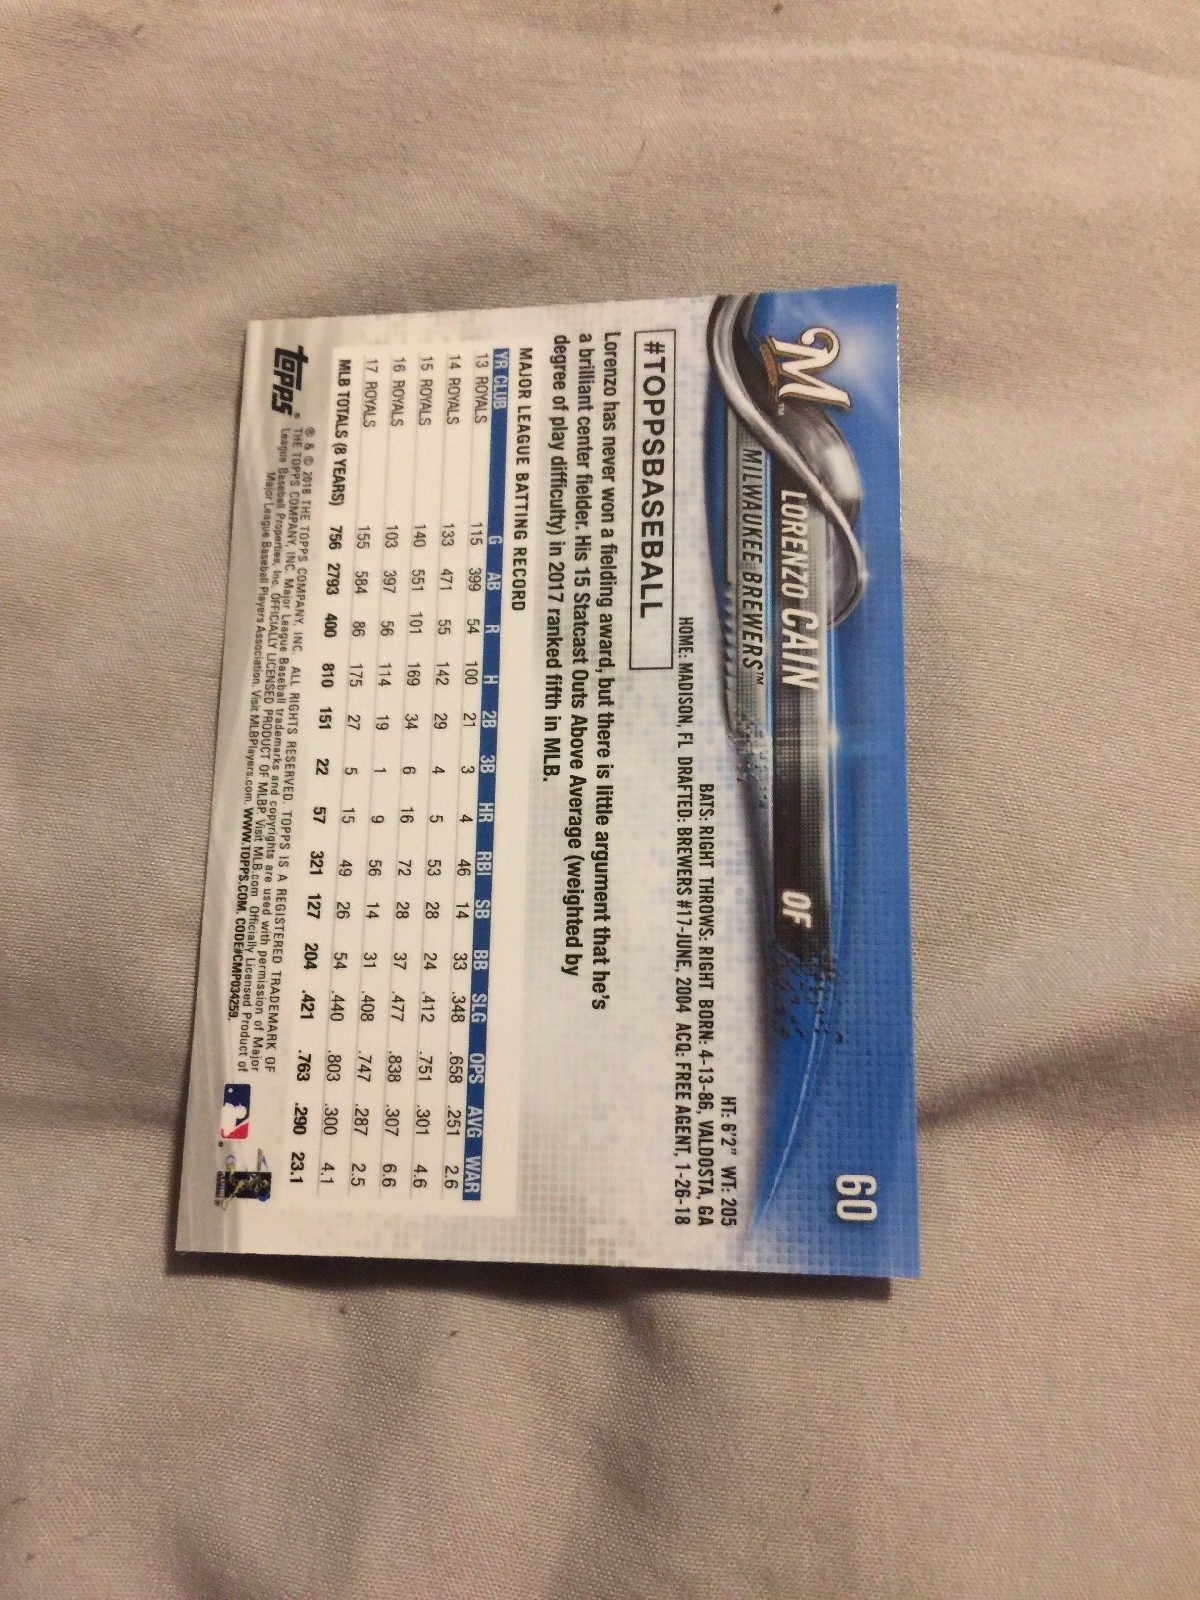 60
M™
LORENZO CAIN OF
MILWAUKEE BREWERS™
HT: 6'2" WT: 205
BATS: RIGHT THROWS: RIGHT BORN: 4-13-86, VALDOSTA, GA
HOME: MADISON, FL DRAFTED: BREWERS #17-JUNE, 2004 ACQ: FREE AGENT, 1-26-18
#TOPPSBASEBALL
Lorenzo has never won a fielding award, but there is little argument that he's
a brilliant center fielder. His 15 Statcast Outs Above Average (weighted by
degree of play difficulty) in 2017 ranked fifth in MLB.
MAJOR LEAGUE BATTING RECORD
YR CLUB G AB R H 2B 3B HR RBI SB BB SLG OPS AVG WAR
13 ROYALS 115 399 54 100 21 3 4 46 14 33 .348 .658 .251 2.6
14 ROYALS 133 471 55 142 29 4 5 53 28 24 .412 .751 .301 4.6
15 ROYALS 140 551 101 169 34 6 16 72 28 37 .477 .838 .307 6.6
16 ROYALS 103 397 56 114 19 1 9 56 14 31 .408 .747 .287 2.5
17 ROYALS 155 584 86 175 27 5 15 49 26 54 .440 .803 .300 4.1
MLB TOTALS (8 YEARS) 756 2793 400 810 151 22 57 321 127 204 .421 .763 .290 23.1
topps®
® & © 2018 THE TOPPS COMPANY, INC. ALL RIGHTS RESERVED. TOPPS IS A REGISTERED TRADEMARK OF
THE TOPPS COMPANY, INC. Major League Baseball trademarks and copyrights are used with permission of Major
League Baseball Properties, Inc. OFFICIALLY LICENSED PRODUCT OF MLBP. Visit MLB.com Officially Licensed Product of
Major League Baseball Players Association. Visit MLBPlayers.com. WWW.TOPPS.COM. CODE#CMP034259.